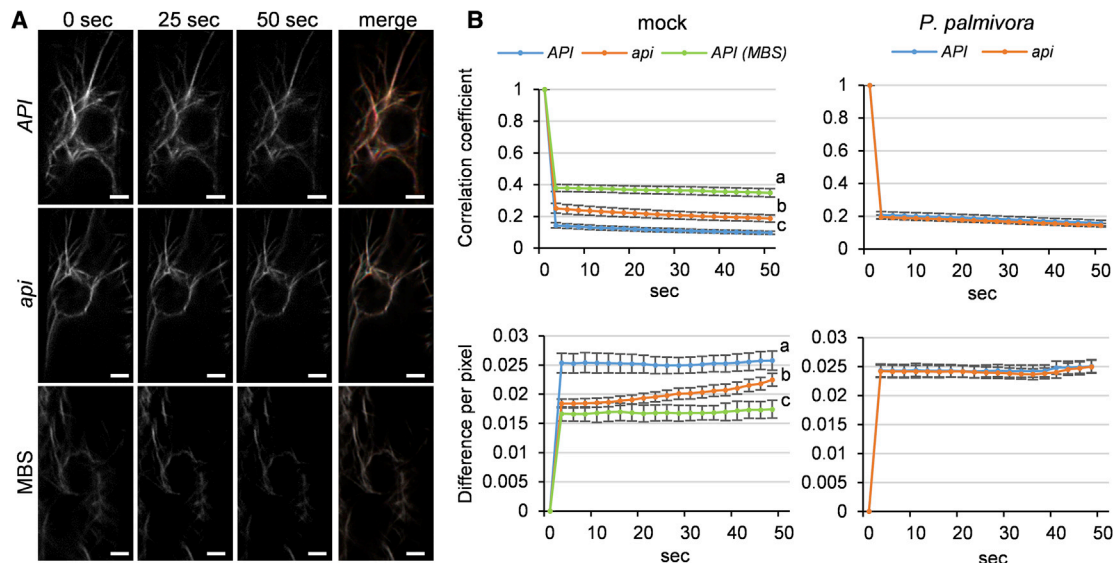 A
0 sec 25 sec 50 sec merge
API
api
MBS
B
mock
API api API (MBS)
Correlation coefficient
1
0.8
0.6
0.4
0.2
0
a
b
c
0 10 20 30 40 50
sec
P. palmivora
API api
1
0.8
0.6
0.4
0.2
0
0 10 20 30 40 50
sec
Difference per pixel
0.03
0.025
0.02
0.015
0.01
0.005
0
a
b
c
0 10 20 30 40 50
sec
0.03
0.025
0.02
0.015
0.01
0.005
0
0 10 20 30 40 50
sec